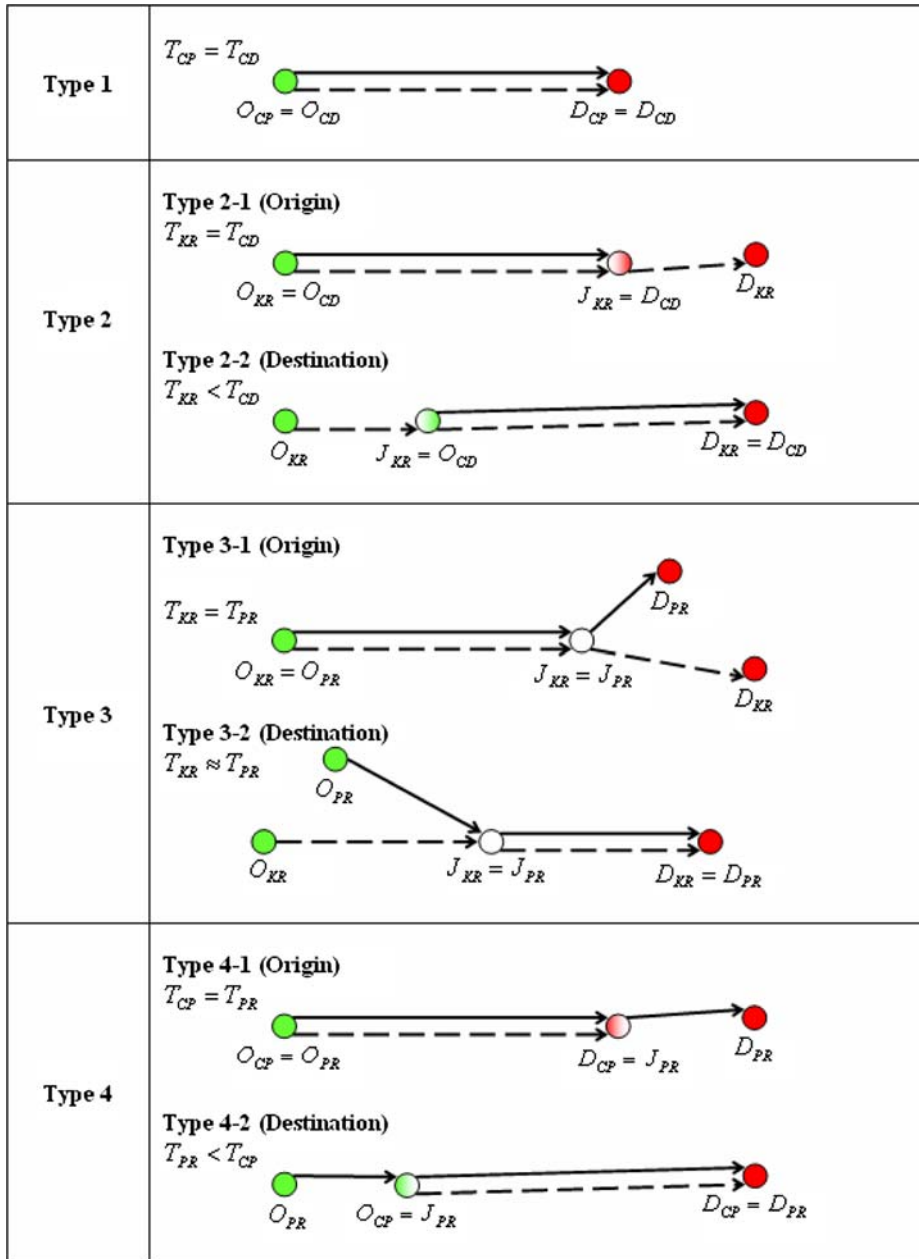 Type 1
T_CP = T_CD
O_CP = O_CD
D_CP = D_CD
Type 2
Type 2-1 (Origin)
T_KR = T_CD
O_KR = O_CD
J_KR = D_CD
D_KR
Type 2-2 (Destination)
T_KR < T_CD
O_KR
J_KR = O_CD
D_KR = D_CD
Type 3
Type 3-1 (Origin)
T_KR = T_PR
O_KR = O_PR
J_KR = J_PR
D_PR
D_KR
Type 3-2 (Destination)
T_KR ≈ T_PR
O_PR
O_KR
J_KR = J_PR
D_KR = D_PR
Type 4
Type 4-1 (Origin)
T_CP = T_PR
O_CP = O_PR
D_CP = J_PR
D_PR
Type 4-2 (Destination)
T_PR < T_CP
O_PR
O_CP = J_PR
D_CP = D_PR